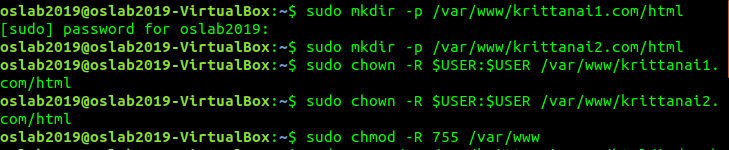 oslab2019@oslab2019-VirtualBox:~$ sudo mkdir -p /var/www/krittanai1.com/html
[sudo] password for oslab2019:
oslab2019@oslab2019-VirtualBox:~$ sudo mkdir -p /var/www/krittanai2.com/html
oslab2019@oslab2019-VirtualBox:~$ sudo chown -R $USER:$USER /var/www/krittanai1.
com/html
oslab2019@oslab2019-VirtualBox:~$ sudo chown -R $USER:$USER /var/www/krittanai2.
com/html
oslab2019@oslab2019-VirtualBox:~$ sudo chmod -R 755 /var/www